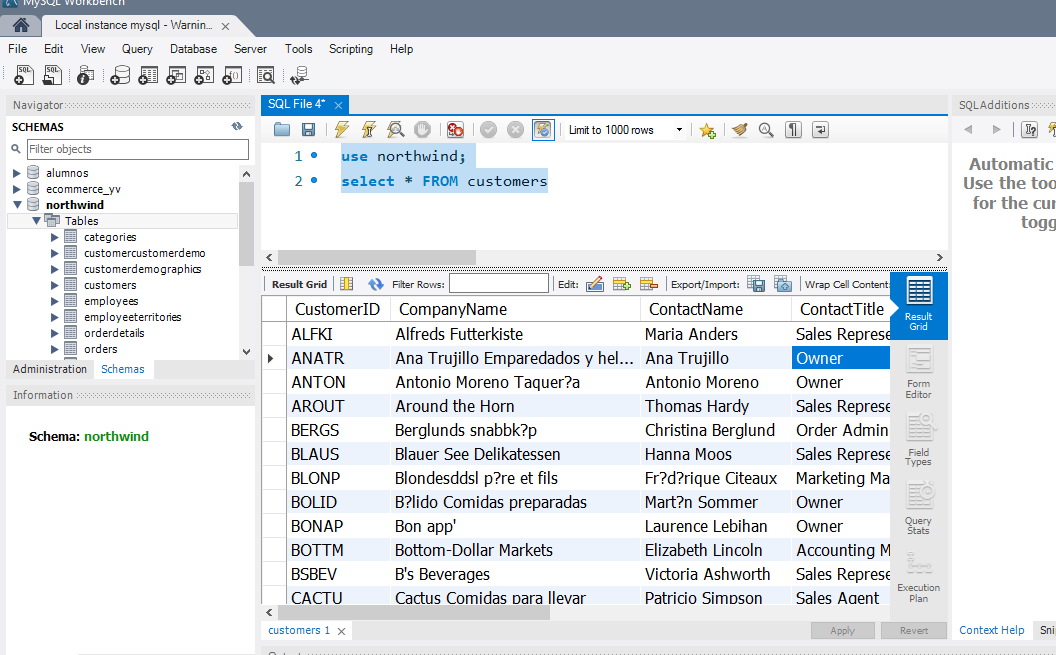 MySQL Workbench
Local instance mysql - Warnin... ×
File Edit View Query Database Server Tools Scripting Help
Navigator
SCHEMAS
Filter objects
alumnos
ecommerce_yv
northwind
Tables
categories
customercustomerdemo
customerdemographics
customers
employees
employeeterritories
orderdetails
orders
Administration Schemas
Information
Schema: northwind
SQL File 4* ×
Limit to 1000 rows
1 use northwind;
2 select * FROM customers
Result Grid Filter Rows: Edit: Export/Import: Wrap Cell Content:
CustomerID CompanyName ContactName ContactTitle
ALFKI Alfreds Futterkiste Maria Anders Sales Represe
ANATR Ana Trujillo Emparedados y hel... Ana Trujillo Owner
ANTON Antonio Moreno Taquer?a Antonio Moreno Owner
AROUT Around the Horn Thomas Hardy Sales Represe
BERGS Berglunds snabbk?p Christina Berglund Order Admin
BLAUS Blauer See Delikatessen Hanna Moos Sales Represe
BLONP Blondesddsl p?re et fils Fr?d?rique Citeaux Marketing Ma
BOLID B?lido Comidas preparadas Mart?n Sommer Owner
BONAP Bon app' Laurence Lebihan Owner
BOTTM Bottom-Dollar Markets Elizabeth Lincoln Accounting M
BSBEV B's Beverages Victoria Ashworth Sales Represe
CACTU Cactus Comidas para llevar Patricio Simpson Sales Agent
customers 1 ×
Apply Revert
Result
Grid
Form
Editor
Field
Types
Query
Stats
Execution
Plan
SQLAdditions
Automatic
Use the too
for the cur
togg
Context Help Sni